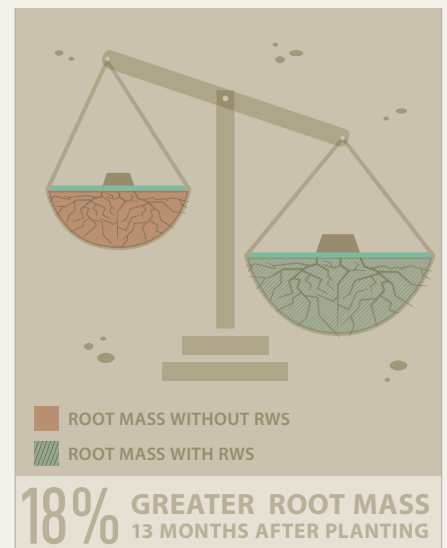 ROOT MASS WITHOUT RWS
ROOT MASS WITH RWS
18% GREATER ROOT MASS
13 MONTHS AFTER PLANTING